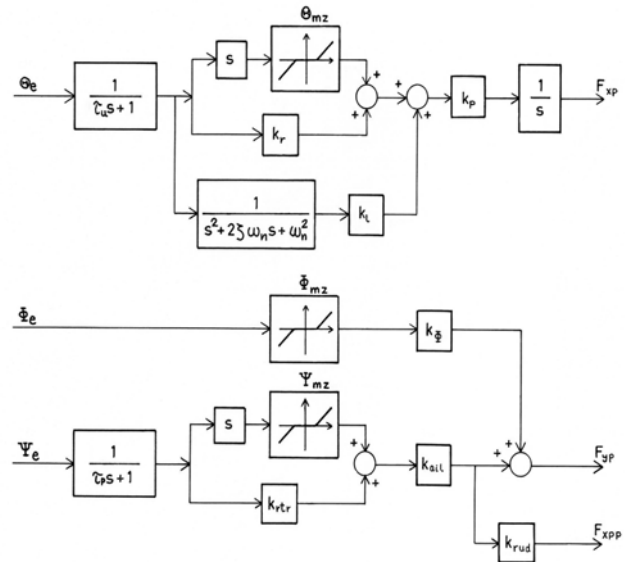 Θmz
Θe
1
τus+1
s
+
+
+
+
kr
kp
1
s
Fxp
1
s²+2ζωns+ωn²
ki
Φmz
Φe
kΦ
Ψmz
Ψe
1
τps+1
s
+
+
krtr
kail
+
+
Fyp
krud
Fxpp